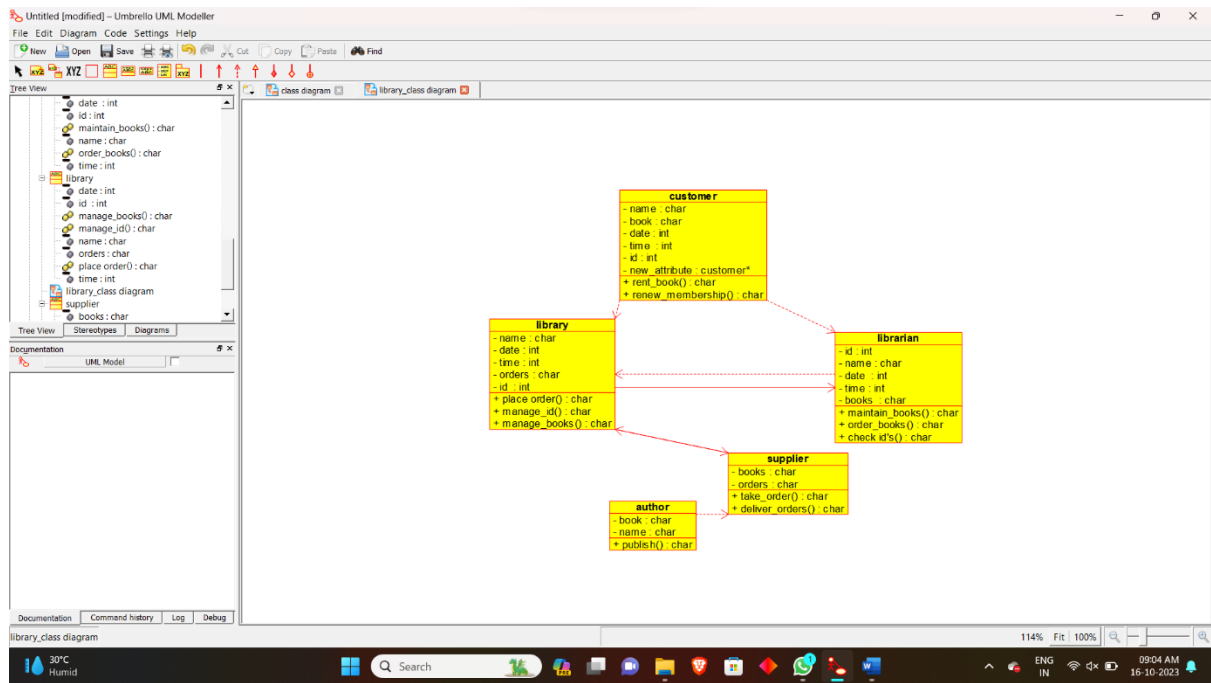 Untitled [modified] – Umbrello UML Modeller
File Edit Diagram Code Settings Help
New Open Save Cut Copy Paste Find
XYZ XYZ ABC ABC ABC ABC XYZ
Tree View
class diagram library_class diagram
date : int
id : int
maintain_books() : char
name : char
order_books() : char
time : int
library
date : int
id : int
manage_books() : char
manage_id() : char
name : char
orders : char
place order() : char
time : int
library_class diagram
supplier
books : char
Tree View Stereotypes Diagrams
Documentation
UML Model
Documentation Command history Log Debug
customer
- name : char
- book : char
- date : int
- time : int
- id : int
- new_attribute : customer*
+ rent_book() : char
+ renew_membership() : char
library
- name : char
- date : int
- time : int
- orders : char
- id : int
+ place order() : char
+ manage_id() : char
+ manage_books() : char
librarian
- id : int
- name : char
- date : int
- time : int
- books : char
+ maintain_books() : char
+ order_books() : char
+ check id's() : char
supplier
- books : char
- orders : char
+ take_order() : char
+ deliver_orders() : char
author
- book : char
- name : char
+ publish() : char
library_class diagram
114% Fit 100%
30°C
Humid
Search
PRE
ENG
IN
09:04 AM
16-10-2023